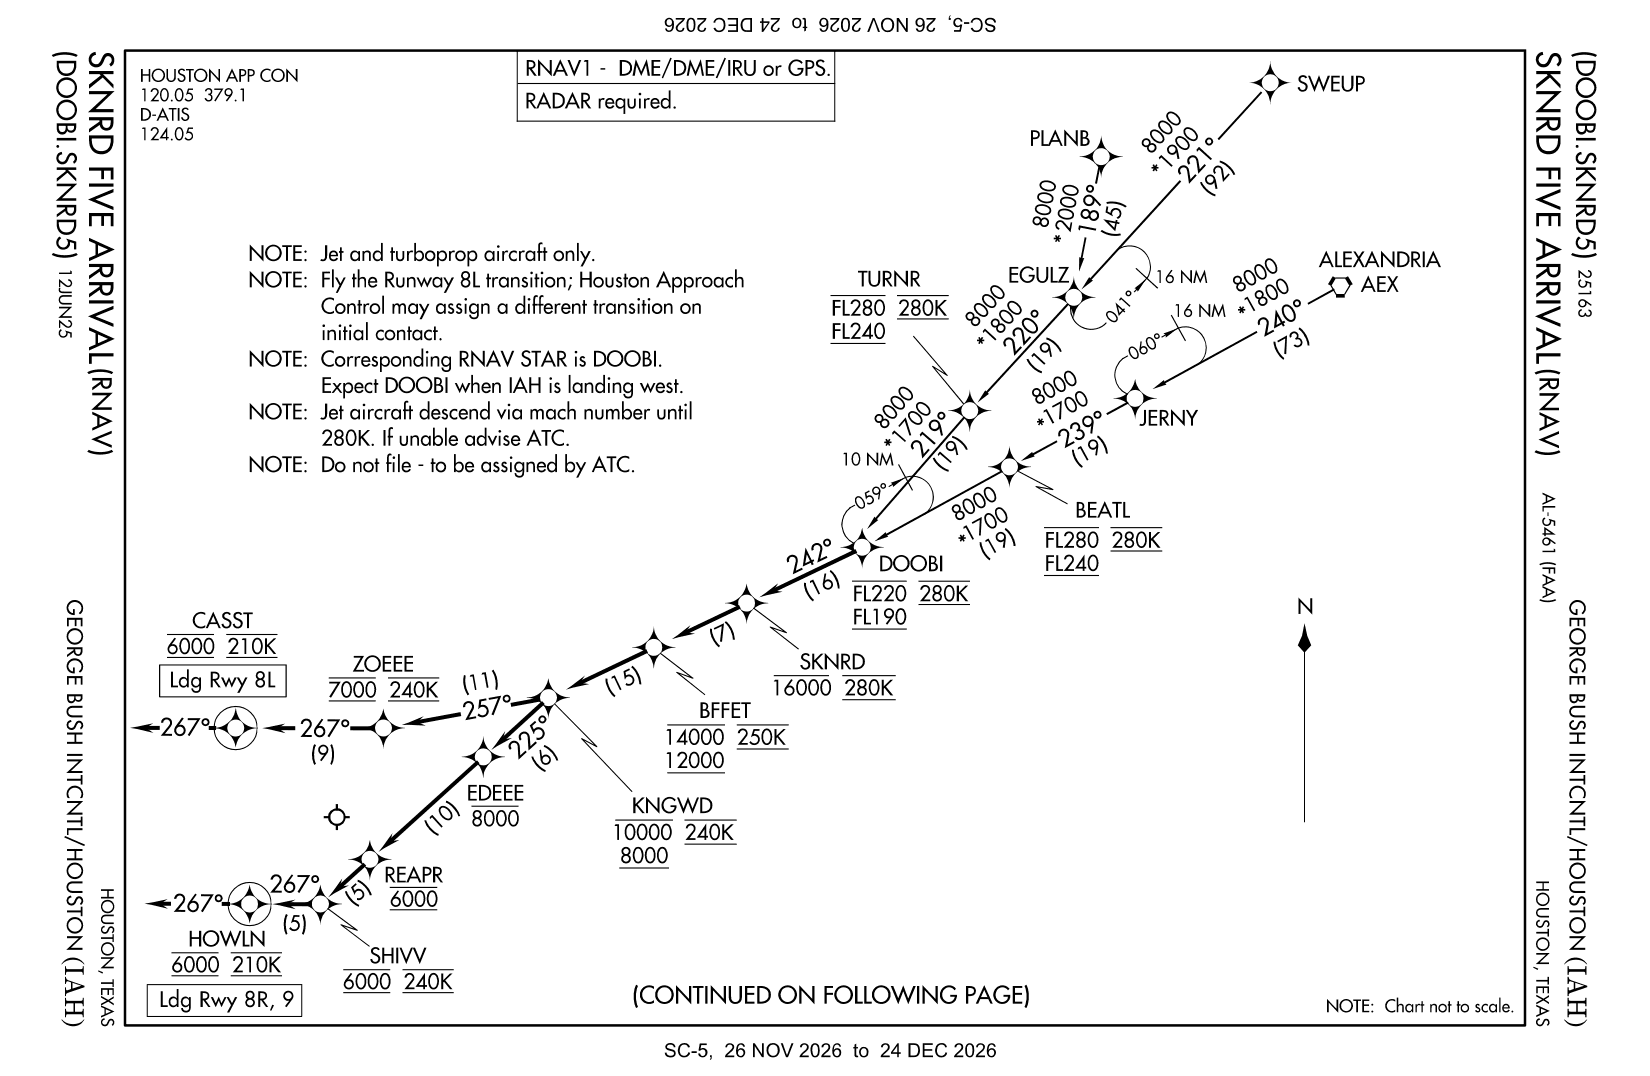 SC-5, 26 NOV 2026 to 24 DEC 2026
SKNRD FIVE ARRIVAL (RNAV)
(DOOBI.SKNRD5) 12JUN25
GEORGE BUSH INTCNTL/HOUSTON (IAH)
HOUSTON, TEXAS
HOUSTON APP CON
120.05 379.1
D-ATIS
124.05
RNAV1 - DME/DME/IRU or GPS.
RADAR required.
NOTE: Jet and turboprop aircraft only.
NOTE: Fly the Runway 8L transition; Houston Approach
Control may assign a different transition on
initial contact.
NOTE: Corresponding RNAV STAR is DOOBI.
Expect DOOBI when IAH is landing west.
NOTE: Jet aircraft descend via mach number until
280K. If unable advise ATC.
NOTE: Do not file - to be assigned by ATC.
SWEUP
8000
*1900
221°
(92)
PLANB
8000
*2000
189°
(45)
EGULZ
041°
16 NM
ALEXANDRIA
AEX
8000
*1800
240°
(73)
16 NM
060°
JERNY
TURNR
FL280 280K
FL240
8000
*1800
220°
(19)
8000
*1700
239°
(19)
8000
*1700
219°
(19)
10 NM
059°
BEATL
FL280 280K
FL240
8000
*1700
(19)
DOOBI
FL220 280K
FL190
242°
(16)
SKNRD
16000 280K
(7)
BFFET
14000 250K
12000
(15)
KNGWD
10000 240K
8000
(11)
257°
ZOEEE
7000 240K
CASST
6000 210K
Ldg Rwy 8L
267°
267°
(9)
225°
(6)
EDEEE
8000
(10)
REAPR
6000
(5)
267°
267°
(5)
SHIVV
6000 240K
HOWLN
6000 210K
Ldg Rwy 8R, 9
N
(CONTINUED ON FOLLOWING PAGE)
NOTE: Chart not to scale.
(DOOBI.SKNRD5) 25163
SKNRD FIVE ARRIVAL (RNAV)
AL-5461 (FAA)
GEORGE BUSH INTCNTL/HOUSTON (IAH)
HOUSTON, TEXAS
SC-5, 26 NOV 2026 to 24 DEC 2026